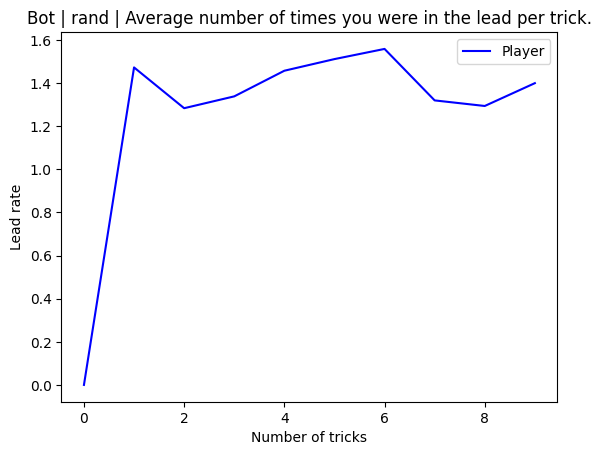 Bot | rand | Average number of times you were in the lead per trick.
Player
1.6
1.4
1.2
1.0
0.8
0.6
0.4
0.2
0.0
Lead rate
0 2 4 6 8
Number of tricks